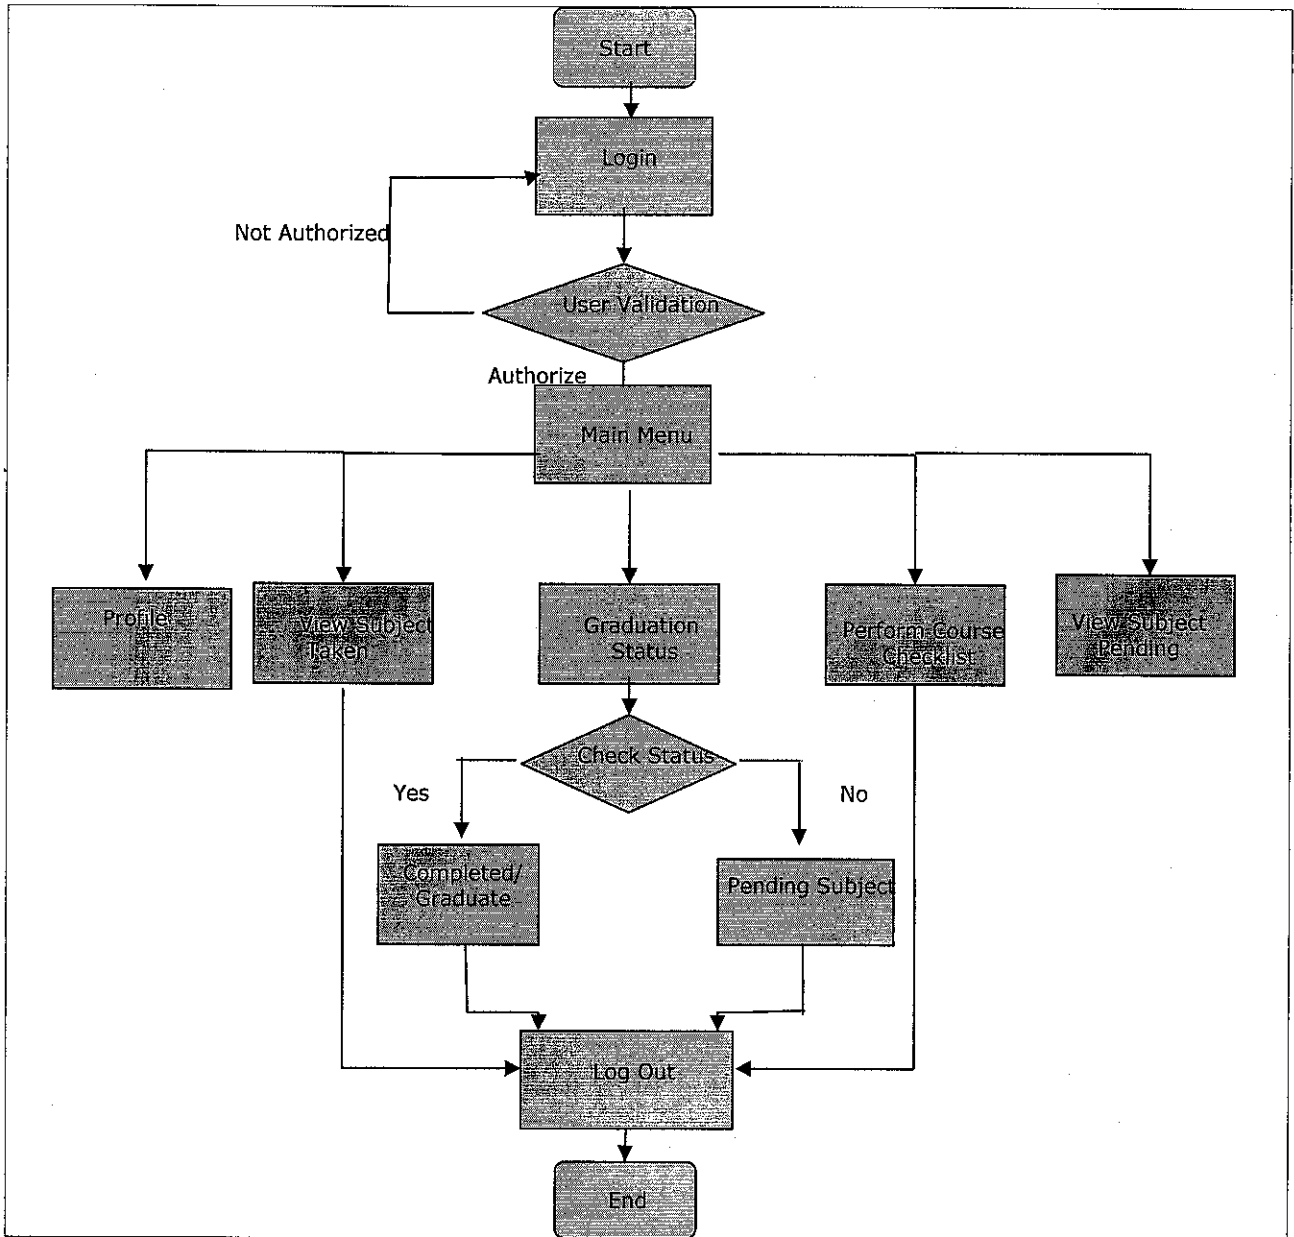 Start
Login
Not Authorized
User Validation
Authorize
Main Menu
Profile
View Subject
Taken
Graduation
Status
Perform Course
Checklist
View Subject
Pending
Check Status
Yes
No
Completed/
Graduate
Pending Subject
Log Out
End